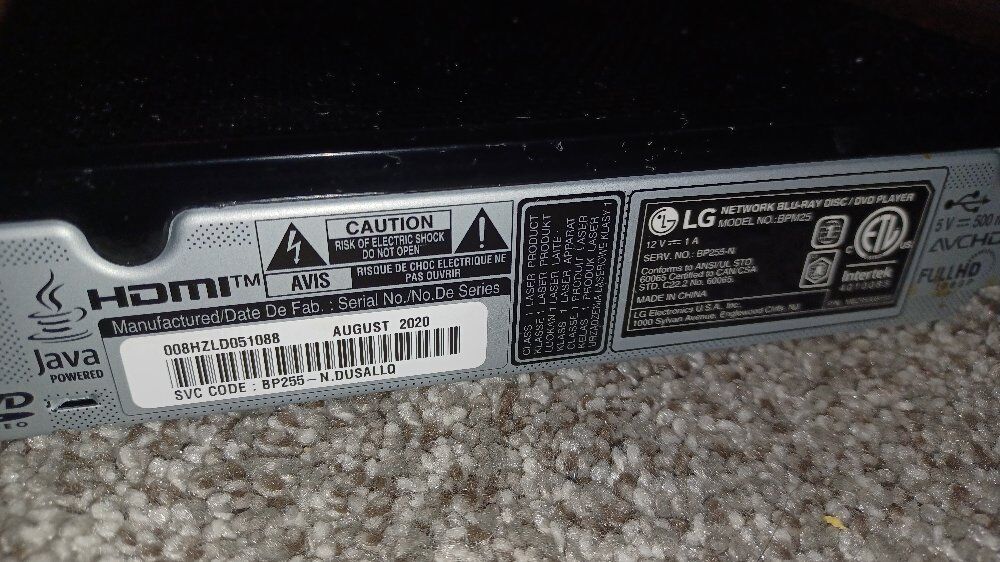 Java
POWERED
HDMI™
AVIS
CAUTION
RISK OF ELECTRIC SHOCK
DO NOT OPEN
RISQUE DE CHOC ELECTRIQUE NE
PAS OUVRIR
Manufactured/Date De Fab. : Serial No./No.De Series
AUGUST 2020
008HZLD051088
SVC CODE : BP255-N.DUSALLQ
CLASS 1 LASER PRODUCT
KLASSE 1 LASER PRODUKT
LUOKAN 1 LASER LAITE
KLASS 1 LASER APPARAT
CLASSE 1 PRODUIT LASER
LG
NETWORK BLU-RAY DISC / DVD PLAYER
MODEL NO.:BPM25
12 V⎓ 1 A
SERV. NO.: BP255-N
Conforms to ANSI/UL STD.
60065 Certified to CAN/CSA
STD. C22.2 No. 60065.
MADE IN CHINA
LG Electronics U.S.A., Inc.
1000 Sylvan Avenue, Englewood Cliffs, NJ
c ETL us
Intertek
4010083
5 V⎓ 500
AVCHD
FULL HD